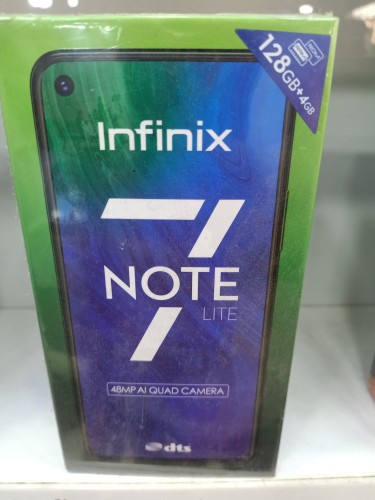 128GB+4GB
Infinix
7
NOTE
LITE
48MP AI QUAD CAMERA
dts